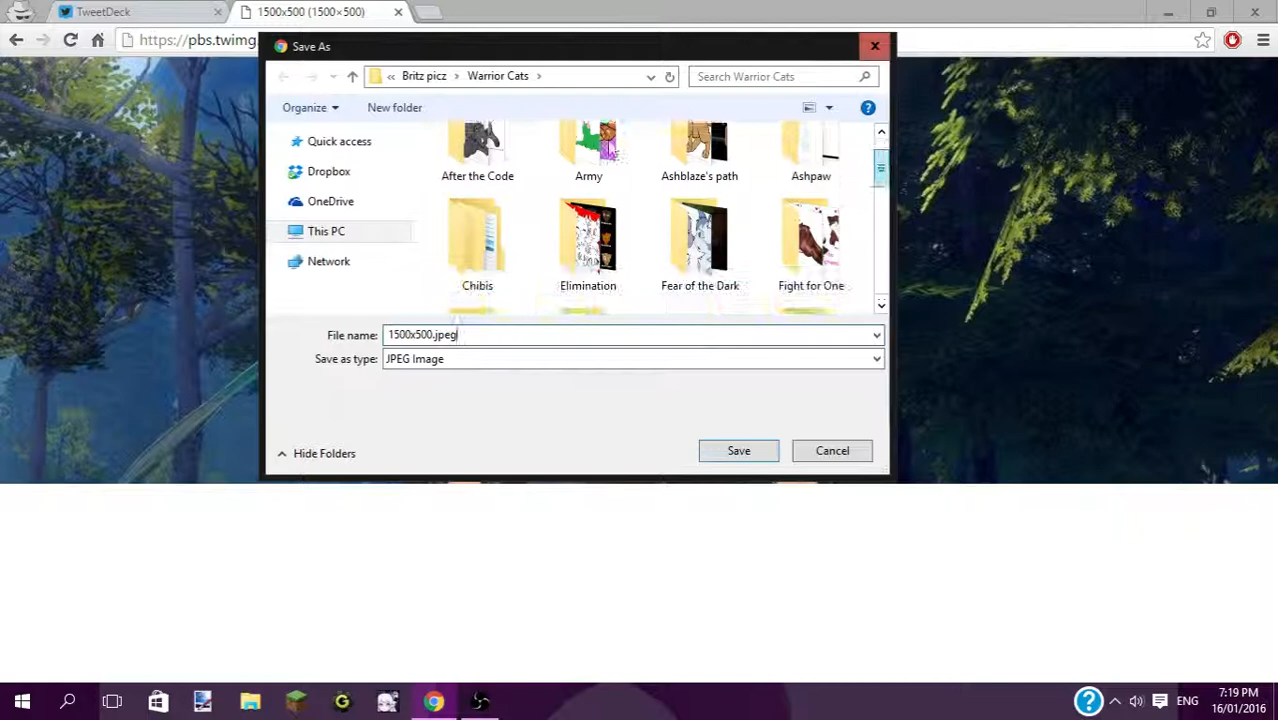 TweetDeck
1500x500 (1500×500)
https://pbs.twimg.
Save As
« Britz picz > Warrior Cats >
Search Warrior Cats
Organize
New folder
Quick access
Dropbox
OneDrive
This PC
Network
After the Code
Army
Ashblaze's path
Ashpaw
Chibis
Elimination
Fear of the Dark
Fight for One
File name: 1500x500.jpeg
Save as type: JPEG Image
Hide Folders
Save
Cancel
ENG
7:19 PM
16/01/2016